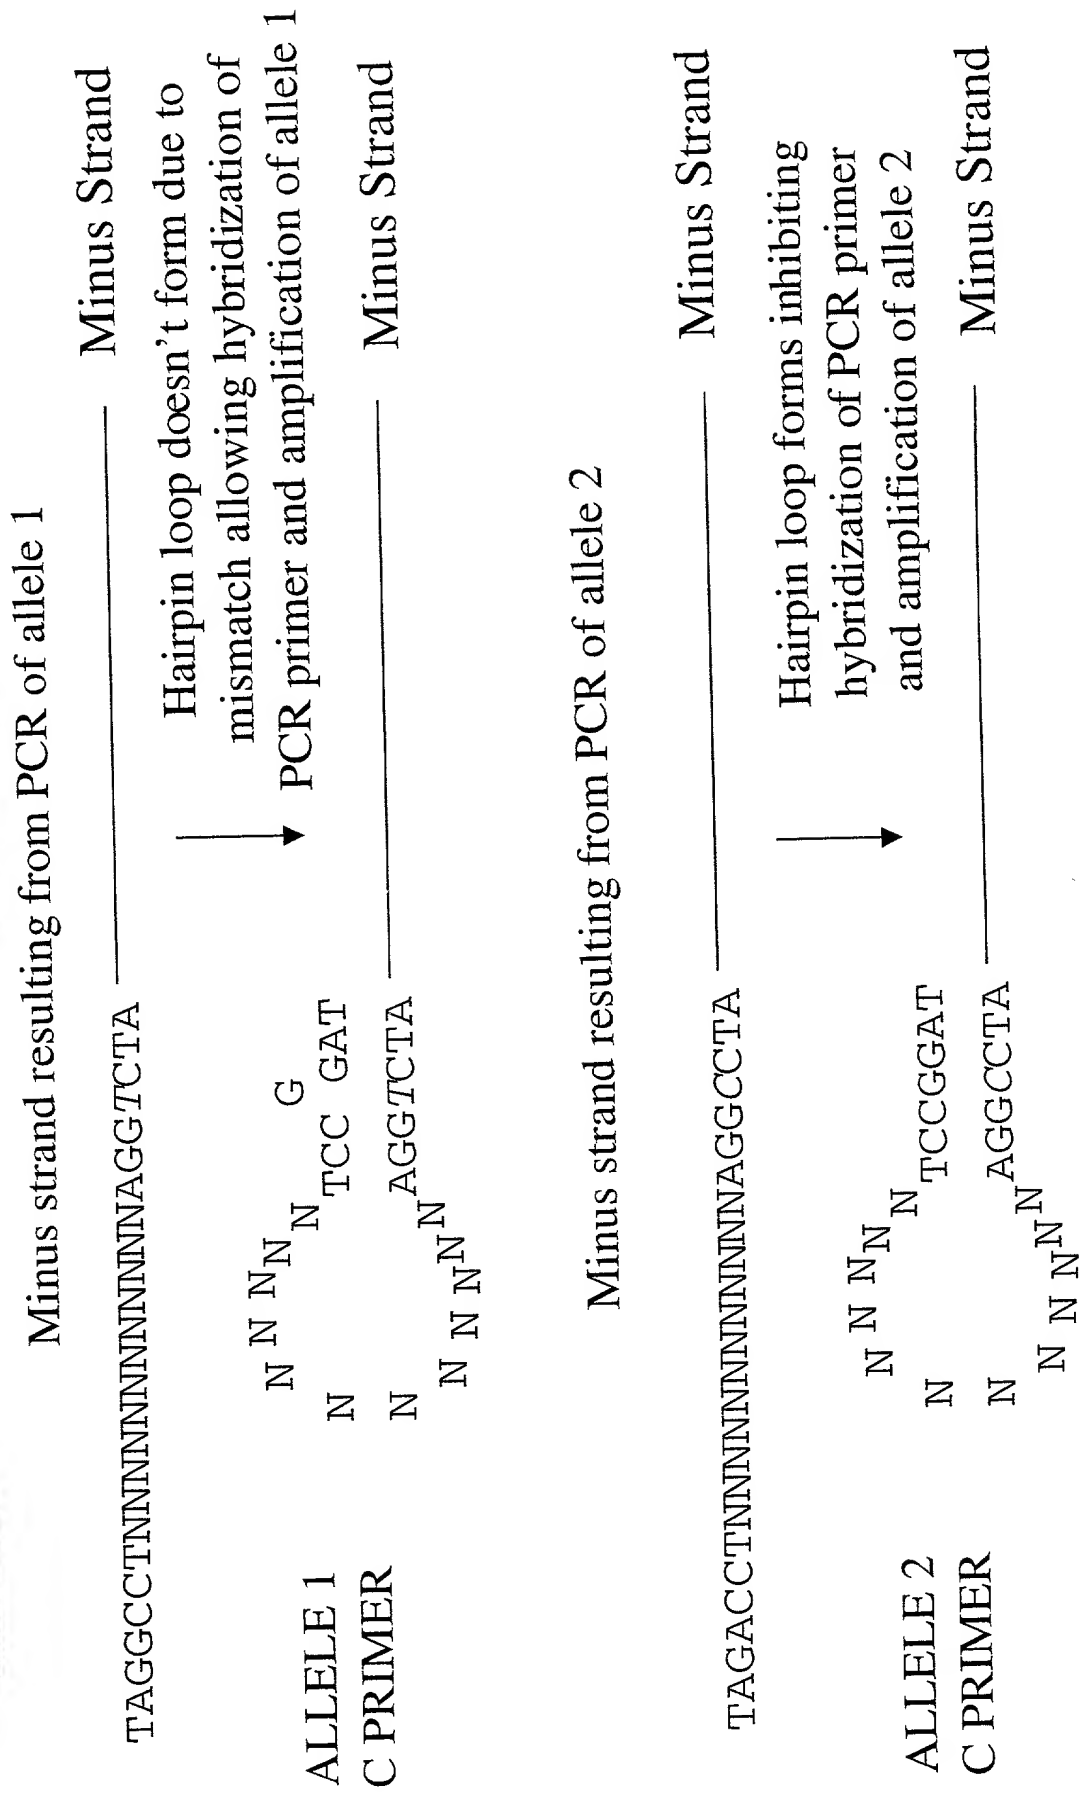 Minus strand resulting from PCR of allele 1
TAGGCCTNNNNNNNNNNNNAGGTCTA Minus Strand
Hairpin loop doesn't form due to
mismatch allowing hybridization of
PCR primer and amplification of allele 1
N N N N N G
ALLELE 1 N TCC GAT
C PRIMER N AGGTCTA Minus Strand
N N N N N
Minus strand resulting from PCR of allele 2
TAGACCTNNNNNNNNNNNNAGGCCTA Minus Strand
Hairpin loop forms inhibiting
hybridization of PCR primer
and amplification of allele 2
N N N N N
ALLELE 2 N TCCGGAT
C PRIMER N AGGCCTA Minus Strand
N N N N N